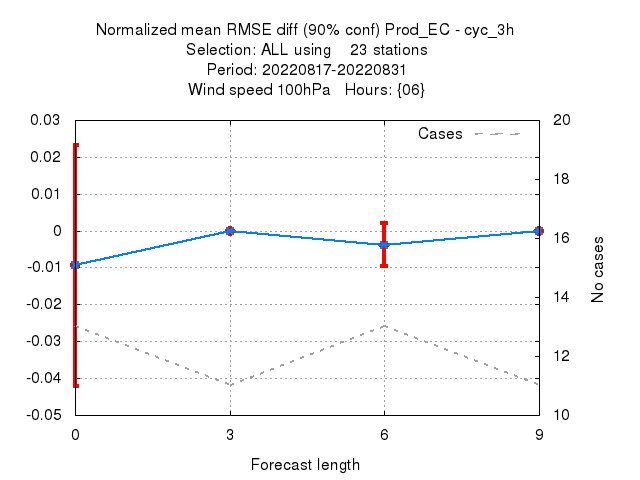 Normalized mean RMSE diff (90% conf) Prod_EC - cyc_3h
Selection: ALL using    23 stations
Period: 20220817-20220831
Wind speed 100hPa   Hours: {06}
Cases
0.03
0.02
0.01
0
-0.01
-0.02
-0.03
-0.04
-0.05
20
18
16
14
12
10
No cases
0 3 6 9
Forecast length